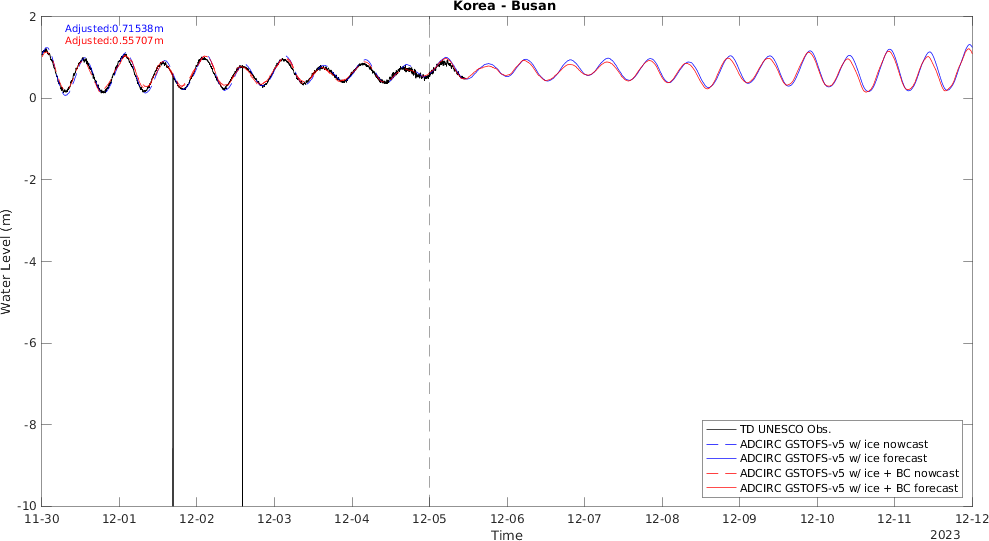 Korea - Busan
Adjusted:0.71538m
Adjusted:0.55707m
Water Level (m)
2
0
-2
-4
-6
-8
-10
TD UNESCO Obs.
ADCIRC GSTOFS-v5 w/ ice nowcast
ADCIRC GSTOFS-v5 w/ ice forecast
ADCIRC GSTOFS-v5 w/ ice + BC nowcast
ADCIRC GSTOFS-v5 w/ ice + BC forecast
11-30 12-01 12-02 12-03 12-04 12-05 12-06 12-07 12-08 12-09 12-10 12-11 12-12
Time
2023